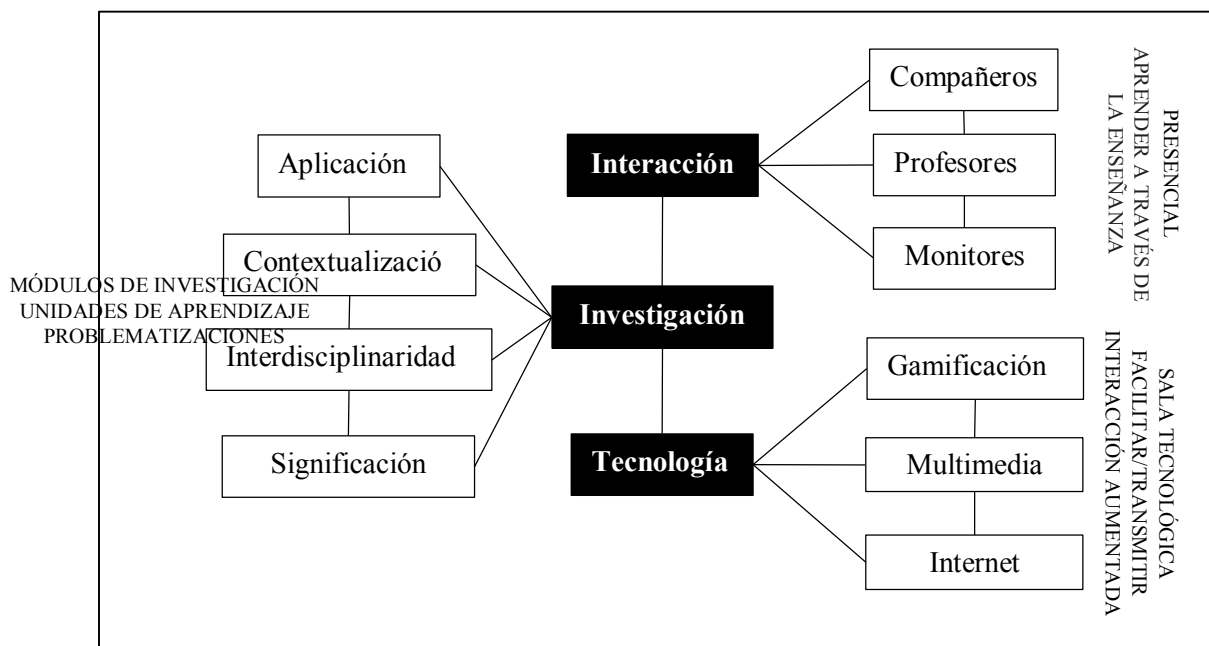 Aplicación
Contextualizació
Interdisciplinaridad
Significación
MÓDULOS DE INVESTIGACIÓN
UNIDADES DE APRENDIZAJE
PROBLEMATIZACIONES
Interacción
Investigación
Tecnología
Compañeros
Profesores
Monitores
Gamificación
Multimedia
Internet
PRESENCIAL
APRENDER A TRAVÉS DE
LA ENSEÑANZA
SALA TECNOLÓGICA
FACILITAR/TRANSMITIR
INTERACCIÓN AUMENTADA